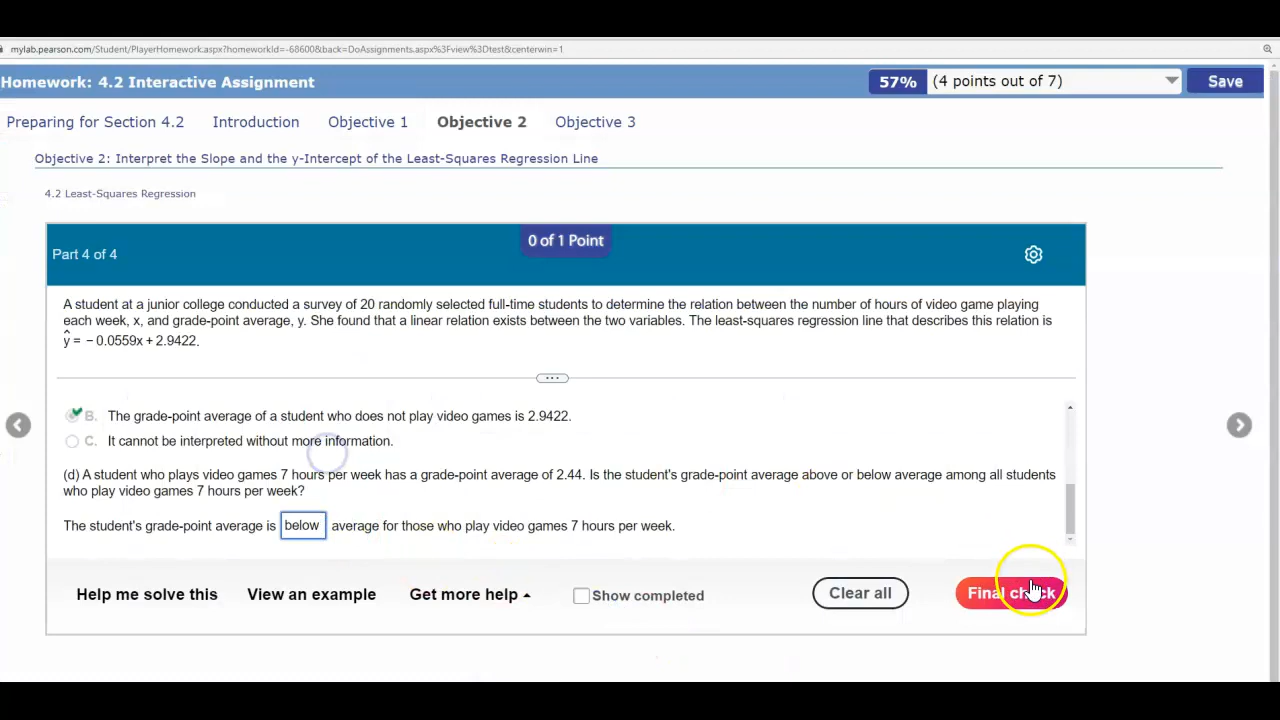 mylab.pearson.com/Student/PlayerHomework.aspx?homeworkId=-68600&back=DoAssignments.aspx%3Fview%3Dtest&centerwin=1
Homework: 4.2 Interactive Assignment
57%
(4 points out of 7)
Save
Preparing for Section 4.2
Introduction
Objective 1
Objective 2
Objective 3
Objective 2: Interpret the Slope and the y-Intercept of the Least-Squares Regression Line
4.2 Least-Squares Regression
Part 4 of 4
0 of 1 Point
A student at a junior college conducted a survey of 20 randomly selected full-time students to determine the relation between the number of hours of video game playing
each week, x, and grade-point average, y. She found that a linear relation exists between the two variables. The least-squares regression line that describes this relation is
ŷ = − 0.0559x + 2.9422.
B. The grade-point average of a student who does not play video games is 2.9422.
C. It cannot be interpreted without more information.
(d) A student who plays video games 7 hours per week has a grade-point average of 2.44. Is the student's grade-point average above or below average among all students
who play video games 7 hours per week?
The student's grade-point average is below average for those who play video games 7 hours per week.
Help me solve this
View an example
Get more help
Show completed
Clear all
Final check